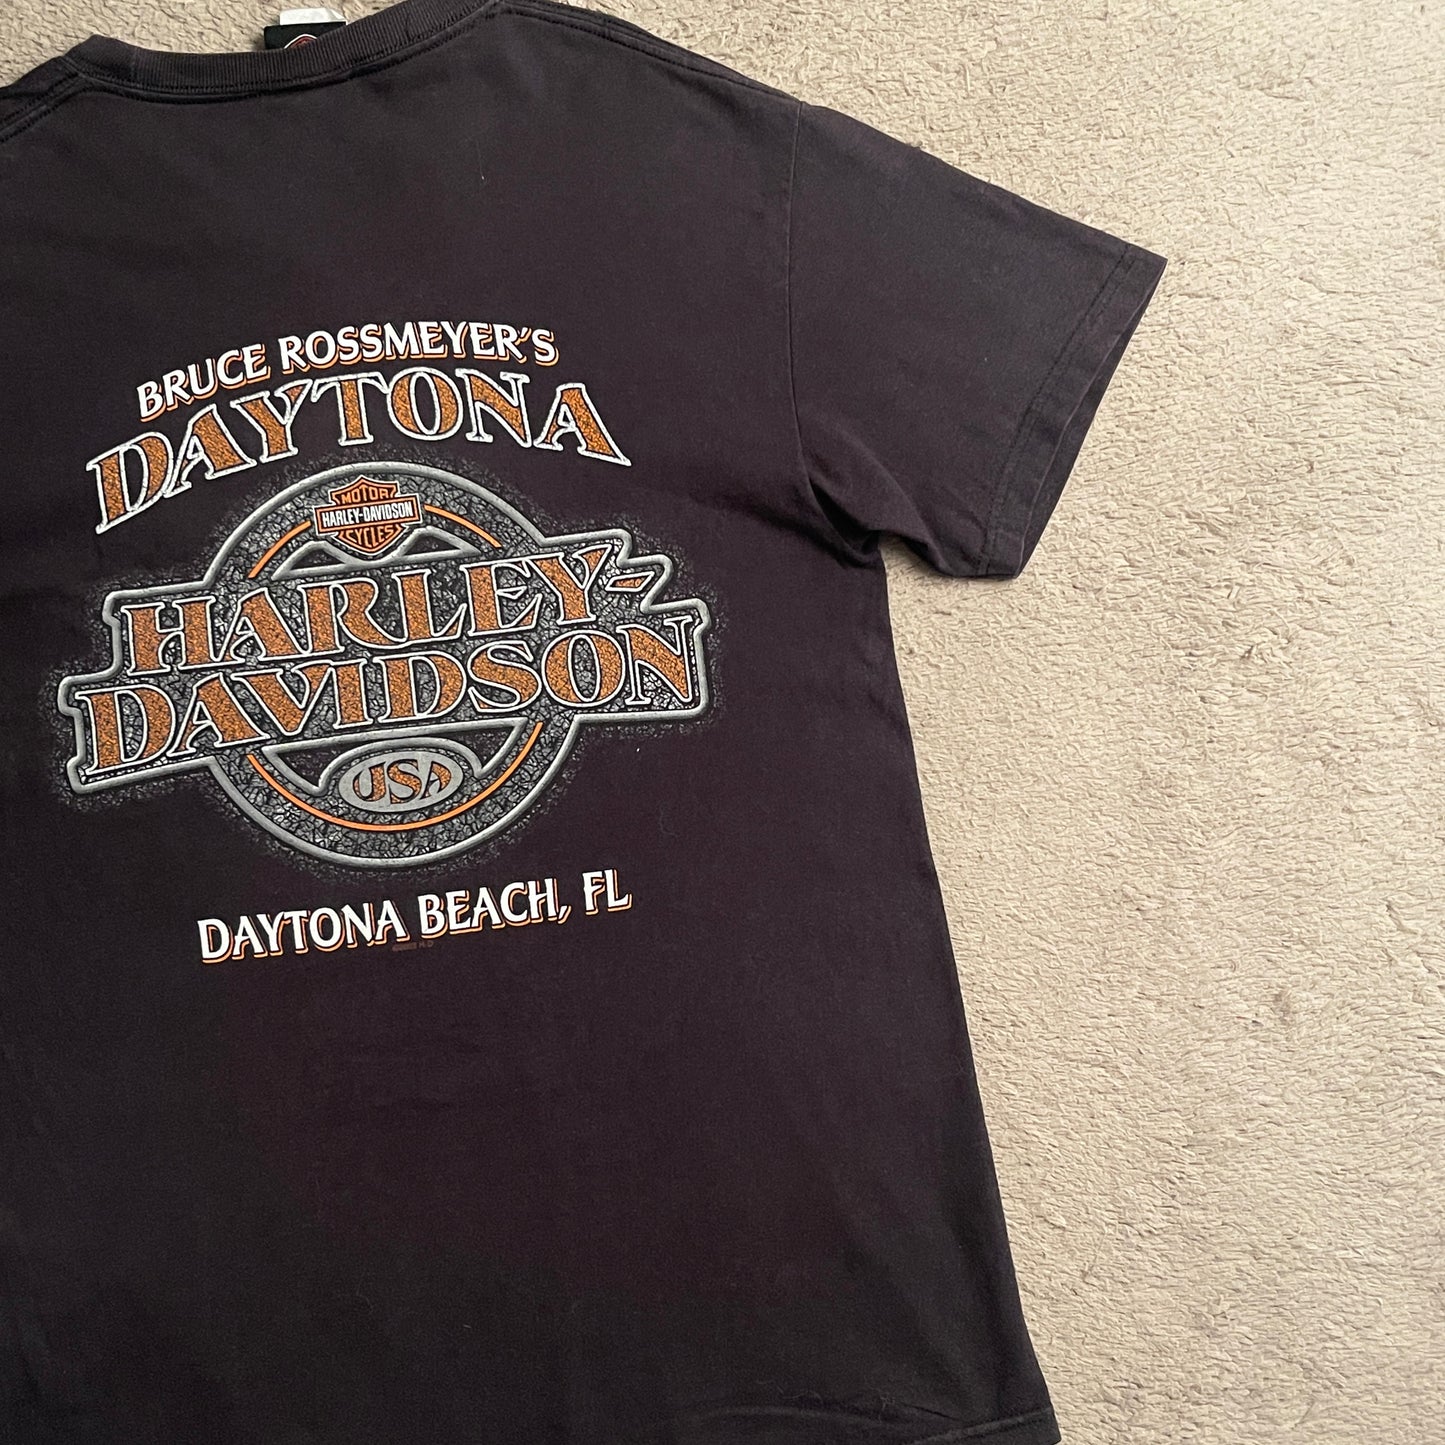 BRUCE ROSSMEYER'S
DAYTONA
MOTOR
HARLEY-DAVIDSON
CYCLES
HARLEY-
DAVIDSON
USA
DAYTONA BEACH, FL